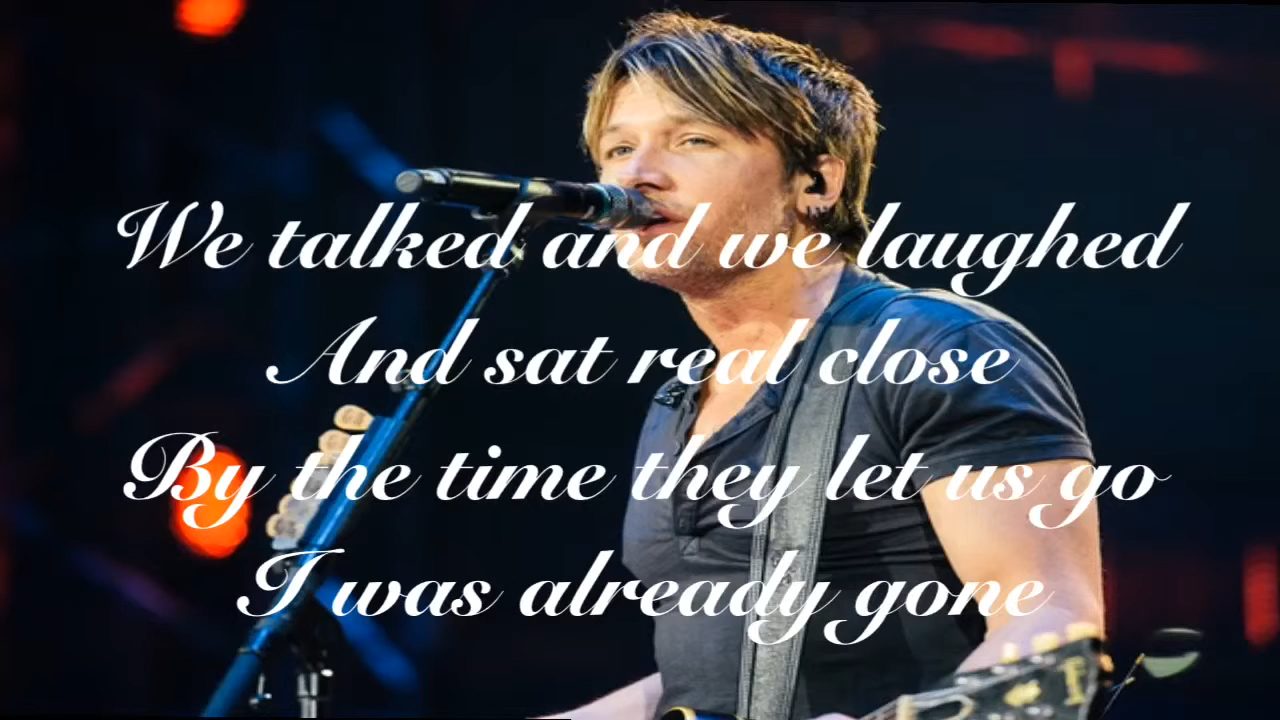 We talked and we laughed
And sat real close
By the time they let us go
I was already gone